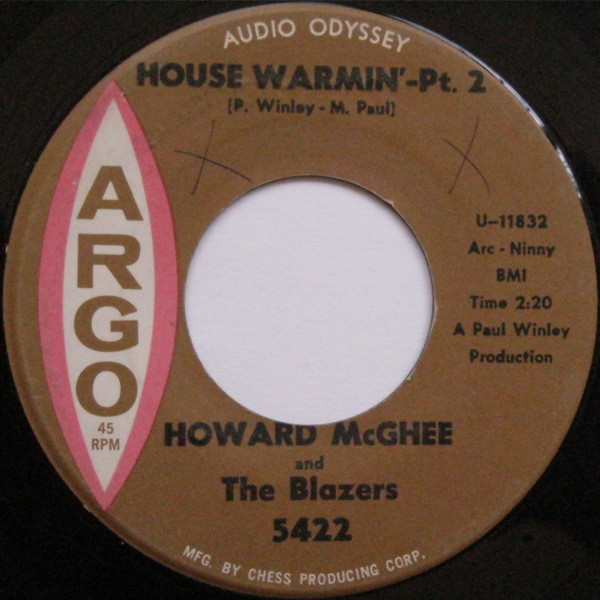 AUDIO ODYSSEY
HOUSE WARMIN'-Pt. 2
(P. Winley - M. Paul)
ARGO
45
RPM
U-11832
Arc - Ninny
BMI
Time 2:20
A Paul Winley
Production
HOWARD McGHEE
and
The Blazers
5422
MFG. BY CHESS PRODUCING CORP.